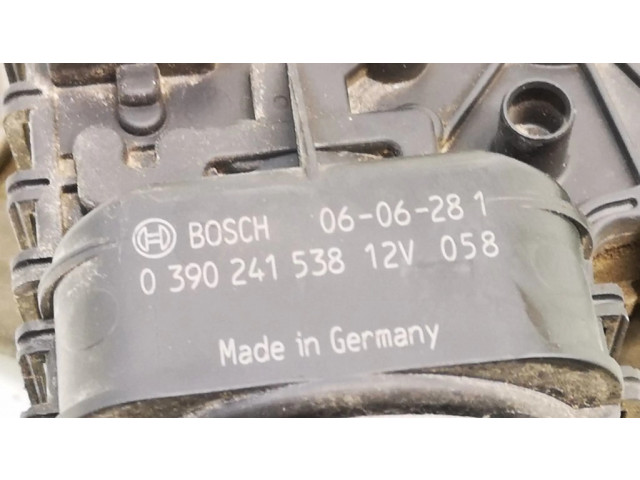 BOSCH 06-06-28 1
0 390 241 538 12V 058
Made in Germany